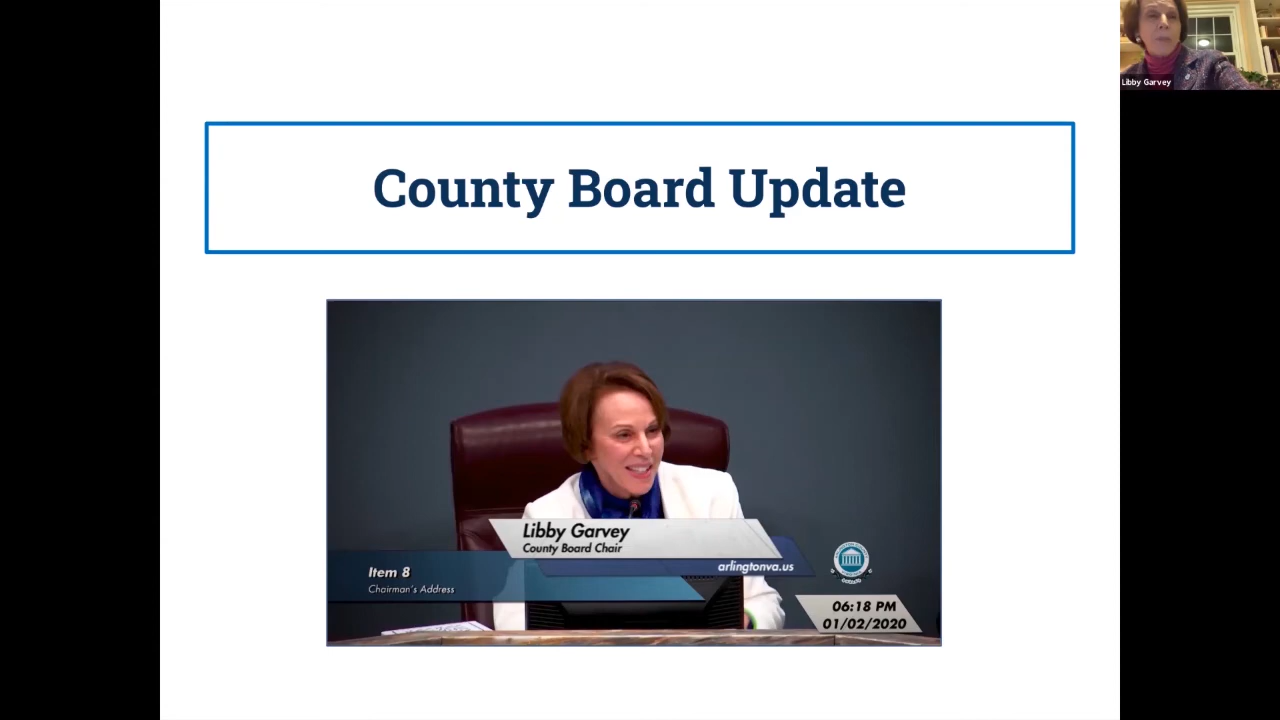 Libby Garvey
County Board Update
Libby Garvey
County Board Chair
arlingtonva.us
Item 8
Chairman's Address
06:18 PM
01/02/2020